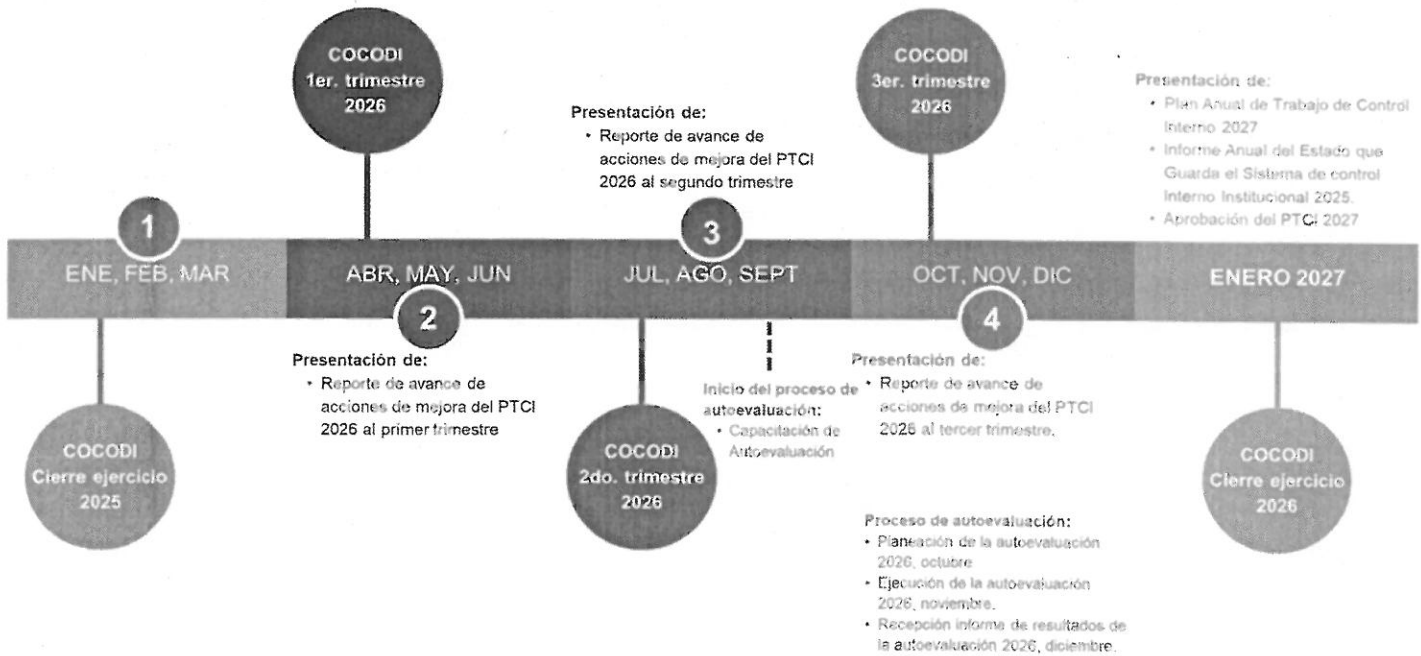 COCODI
1er. trimestre
2026
COCODI
3er. trimestre
2026
Presentación de:
• Reporte de avance de
acciones de mejora del PTCI
2026 al segundo trimestre
Presentación de:
• Plan Anual de Trabajo de Control
Interno 2027
• Informe Anual del Estado que
Guarda el Sistema de control
Interno Institucional 2025.
• Aprobación del PTCI 2027
1
3
ENE, FEB, MAR
ABR, MAY, JUN
JUL, AGO, SEPT
OCT, NOV, DIC
ENERO 2027
2
4
Presentación de:
• Reporte de avance de
acciones de mejora del PTCI
2026 al primer trimestre
Inicio del proceso de
autoevaluación:
• Capacitación de
Autoevaluación
Presentación de:
• Reporte de avance de
acciones de mejora del PTCI
2026 al tercer trimestre.
COCODI
Cierre ejercicio
2025
COCODI
2do. trimestre
2026
COCODI
Cierre ejercicio
2026
Proceso de autoevaluación:
• Planeación de la autoevaluación
2026, octubre
• Ejecución de la autoevaluación
2026, noviembre.
• Recepción informe de resultados de
la autoevaluación 2026, diciembre.